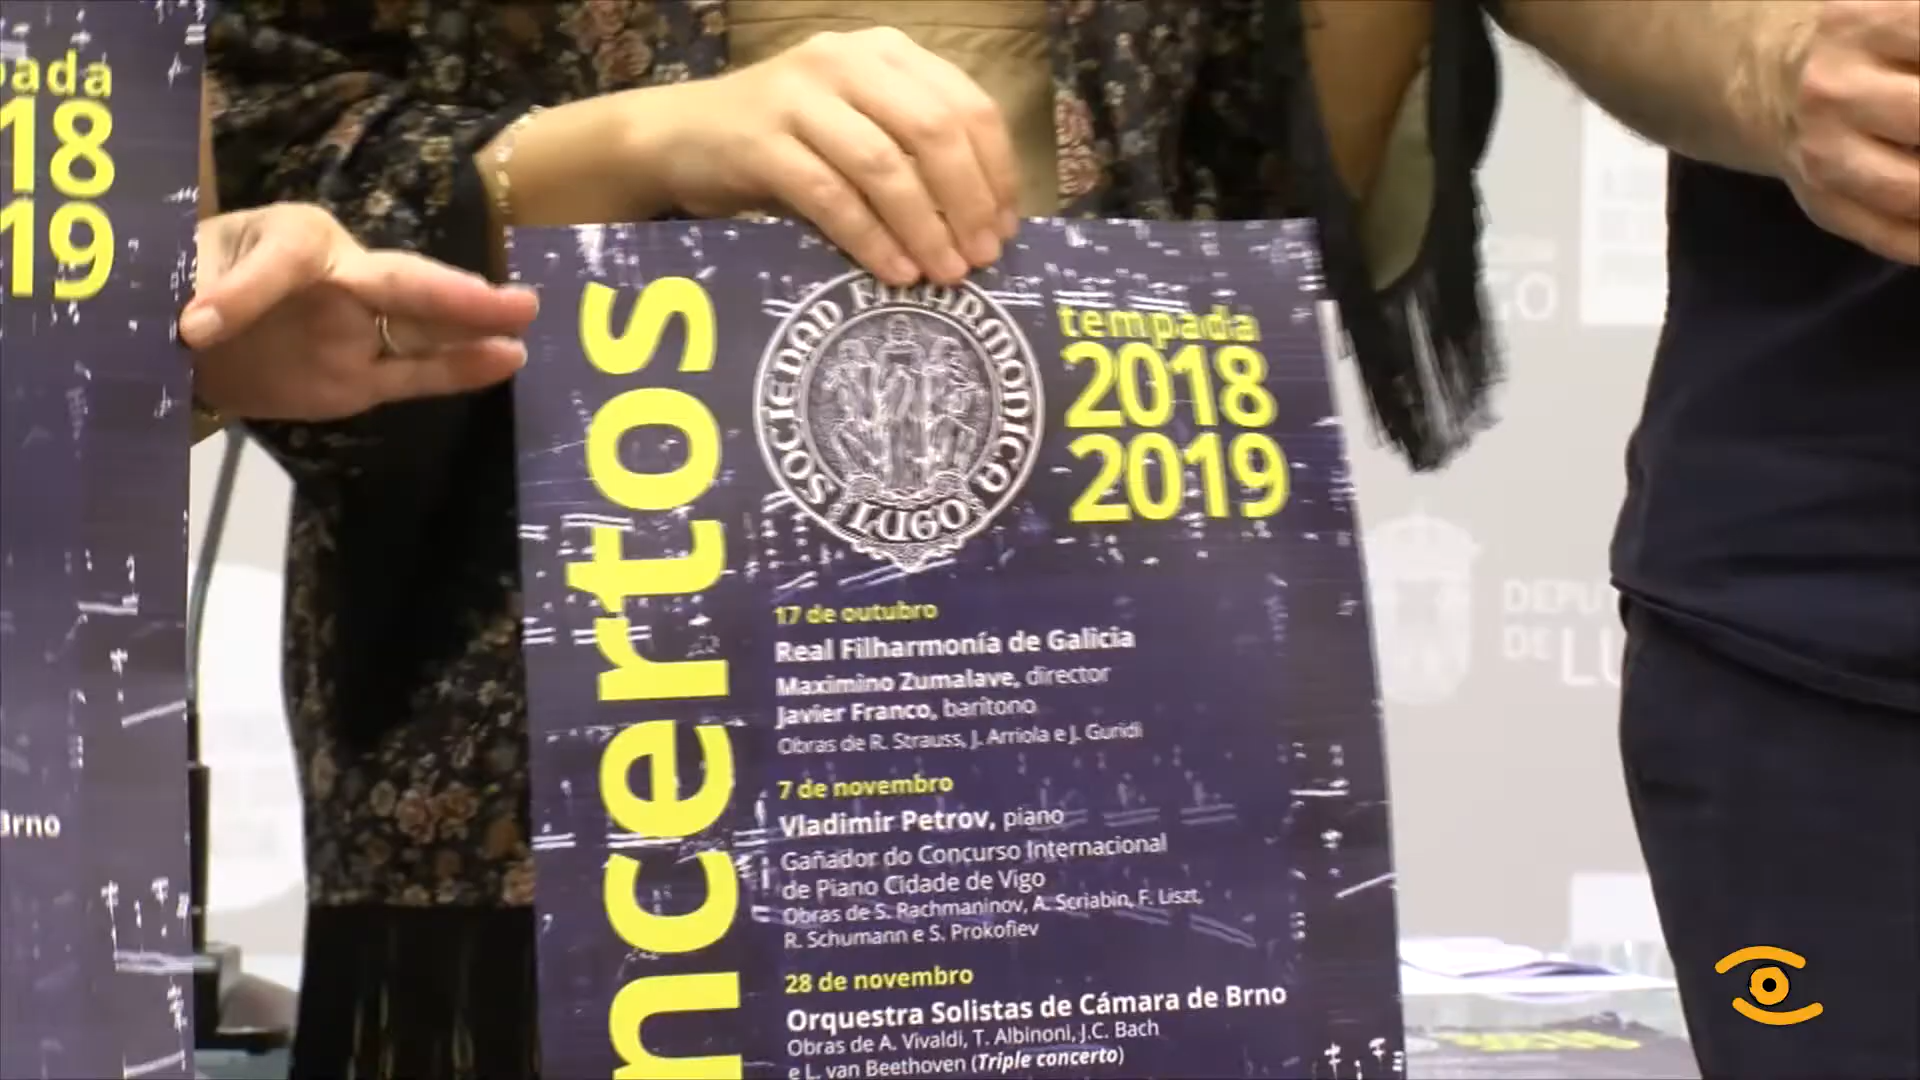 pada
18
19
Brno
ncertos
SOCIEDAD FILARMONICA
LUGO
tempada
2018
2019
17 de outubro
Real Filharmonía de Galicia
Maximino Zumalave, director
Javier Franco, barítono
Obras de R. Strauss, J. Arriola e J. Guridi
7 de novembro
Vladimir Petrov, piano
Gañador do Concurso Internacional
de Piano Cidade de Vigo
Obras de S. Rachmaninov, A. Scriabin, F. Liszt,
R. Schumann e S. Prokofiev
28 de novembro
Orquestra Solistas de Cámara de Brno
Obras de A. Vivaldi, T. Albinoni, J.C. Bach
e L. van Beethoven (Triple concerto)
GO
DEPU
DE LU